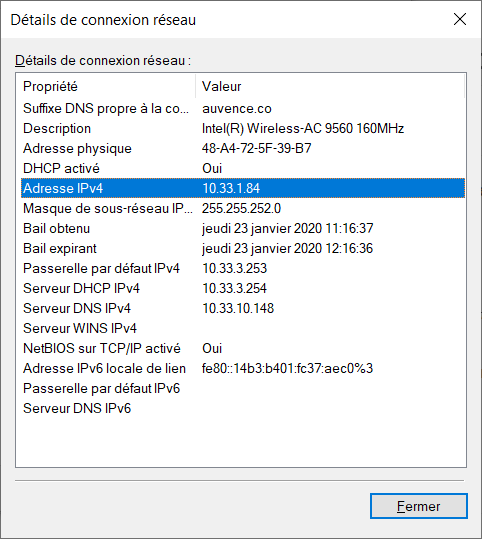 Détails de connexion réseau
Détails de connexion réseau :
Propriété Valeur
Suffixe DNS propre à la co... auvence.co
Description Intel(R) Wireless-AC 9560 160MHz
Adresse physique 48-A4-72-5F-39-B7
DHCP activé Oui
Adresse IPv4 10.33.1.84
Masque de sous-réseau IP... 255.255.252.0
Bail obtenu jeudi 23 janvier 2020 11:16:37
Bail expirant jeudi 23 janvier 2020 12:16:36
Passerelle par défaut IPv4 10.33.3.253
Serveur DHCP IPv4 10.33.3.254
Serveur DNS IPv4 10.33.10.148
Serveur WINS IPv4
NetBIOS sur TCP/IP activé Oui
Adresse IPv6 locale de lien fe80::14b3:b401:fc37:aec0%3
Passerelle par défaut IPv6
Serveur DNS IPv6
Fermer